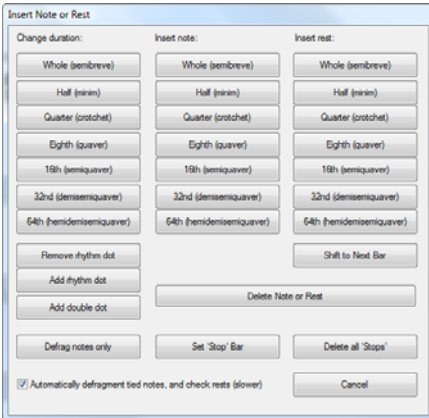 Insert Note or Rest
Change duration: Insert note: Insert rest:
Whole (semibreve) Whole (semibreve) Whole (semibreve)
Half (minim) Half (minim) Half (minim)
Quarter (crotchet) Quarter (crotchet) Quarter (crotchet)
Eighth (quaver) Eighth (quaver) Eighth (quaver)
16th (semiquaver) 16th (semiquaver) 16th (semiquaver)
32nd (demisemiquaver) 32nd (demisemiquaver) 32nd (demisemiquaver)
64th (hemidemisemiquaver) 64th (hemidemisemiquaver) 64th (hemidemisemiquaver)
Remove rhythm dot Shift to Next Bar
Add rhythm dot
Delete Note or Rest
Add double dot
Defrag notes only Set 'Stop' Bar Delete all 'Stops'
Automatically defragment tied notes, and check rests (slower) Cancel